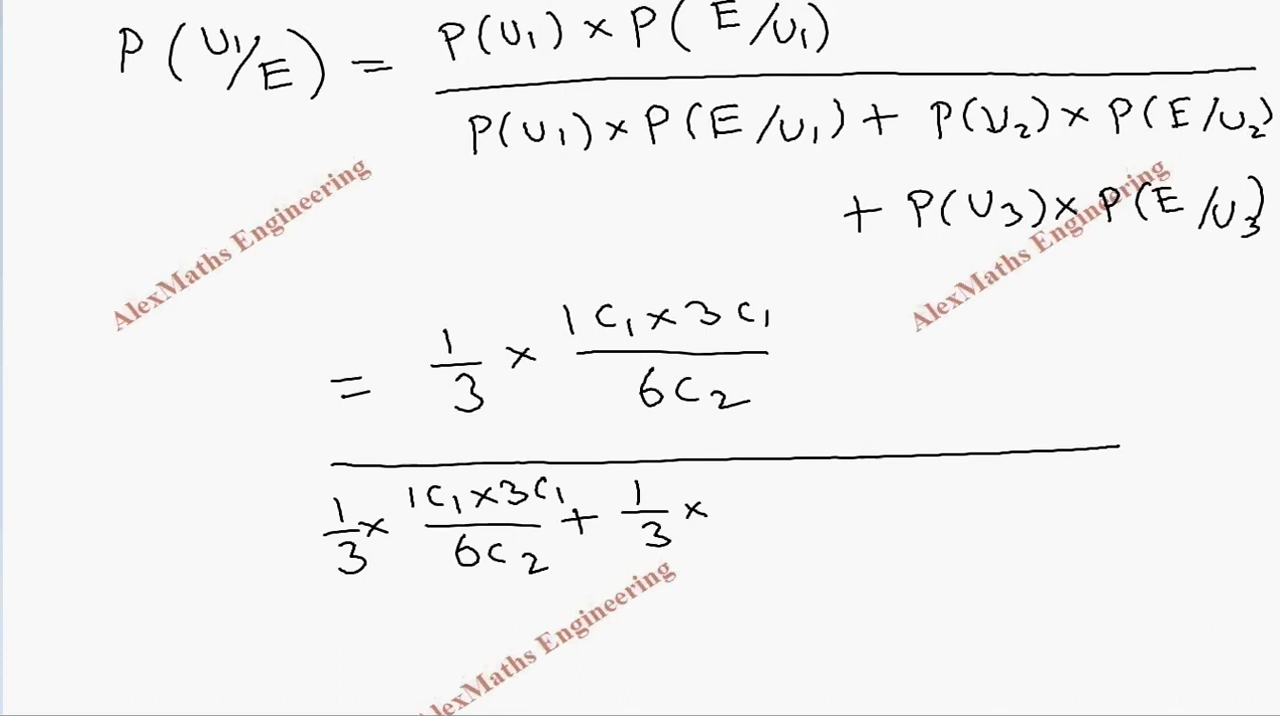 P(U₁/E) = P(U₁) × P(E/U₁)
P(U₁) × P(E/U₁) + P(U₂) × P(E/U₂)
+ P(U₃) × P(E/U₃)
AlexMaths Engineering
AlexMaths Engineering
= 1/3 × 1C₁ × 3C₁ / 6C₂
1/3 × 1C₁ × 3C₁ / 6C₂ + 1/3 ×
AlexMaths Engineering